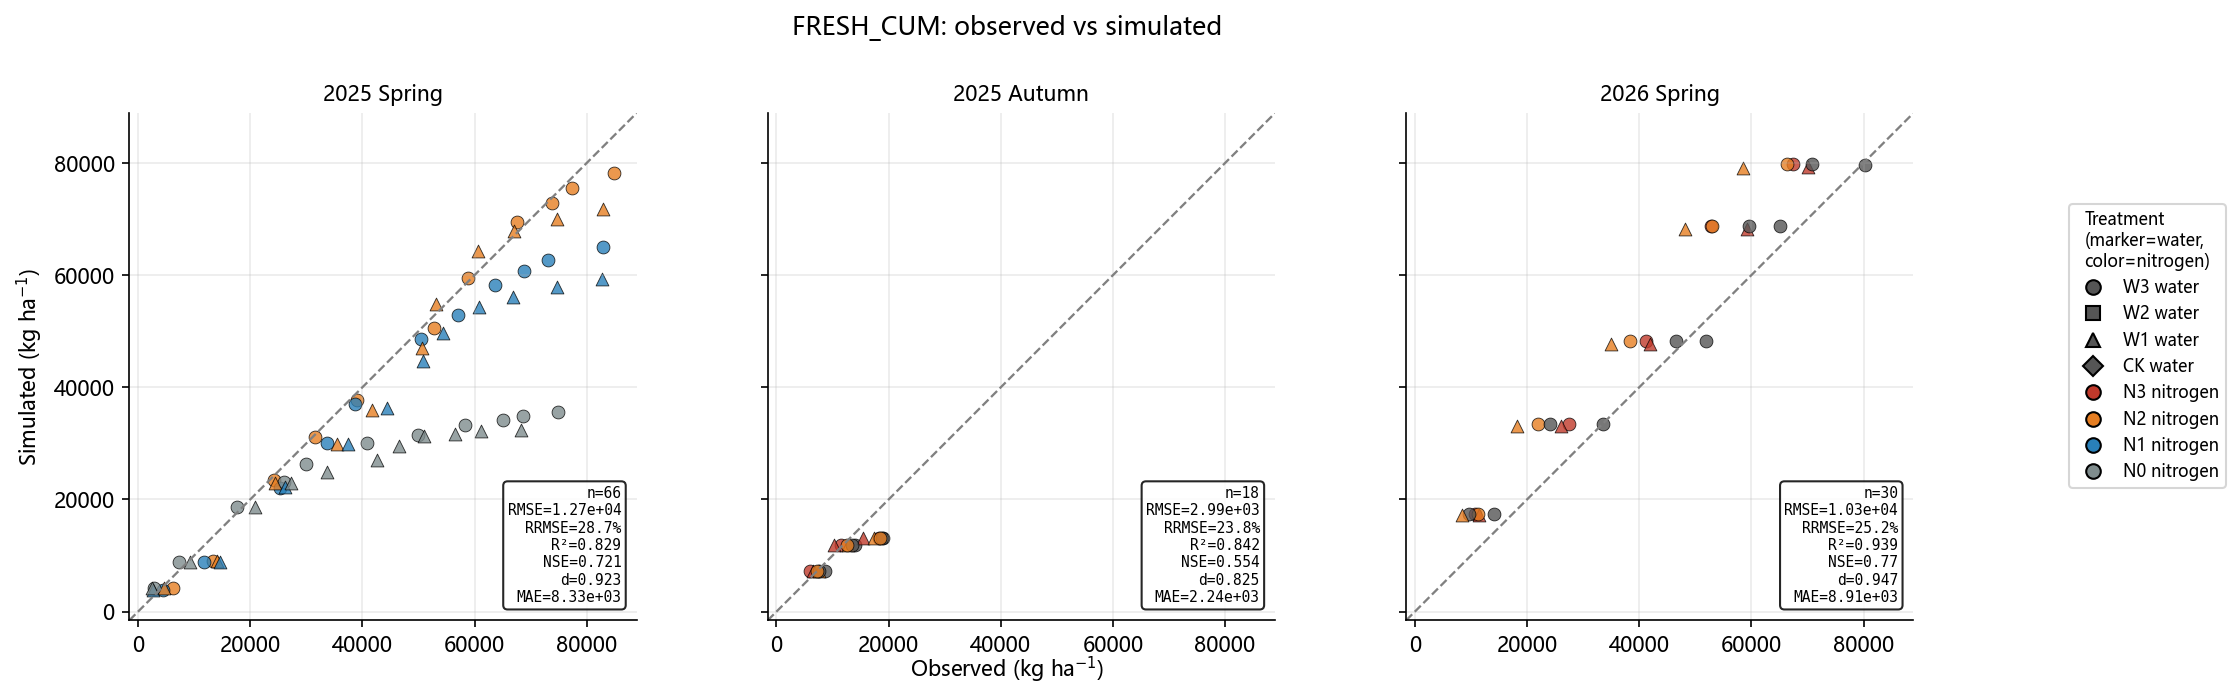 FRESH_CUM: observed vs simulated
2025 Spring
2025 Autumn
2026 Spring
Simulated (kg ha⁻¹)
80000
60000
40000
20000
0
0 20000 40000 60000 80000
n=66
RMSE=1.27e+04
RRMSE=28.7%
R²=0.829
NSE=0.721
d=0.923
MAE=8.33e+03
0 20000 40000 60000 80000
n=18
RMSE=2.99e+03
RRMSE=23.8%
R²=0.842
NSE=0.554
d=0.825
MAE=2.24e+03
0 20000 40000 60000 80000
n=30
RMSE=1.03e+04
RRMSE=25.2%
R²=0.939
NSE=0.77
d=0.947
MAE=8.91e+03
Observed (kg ha⁻¹)
Treatment
(marker=water,
color=nitrogen)
W3 water
W2 water
W1 water
CK water
N3 nitrogen
N2 nitrogen
N1 nitrogen
N0 nitrogen